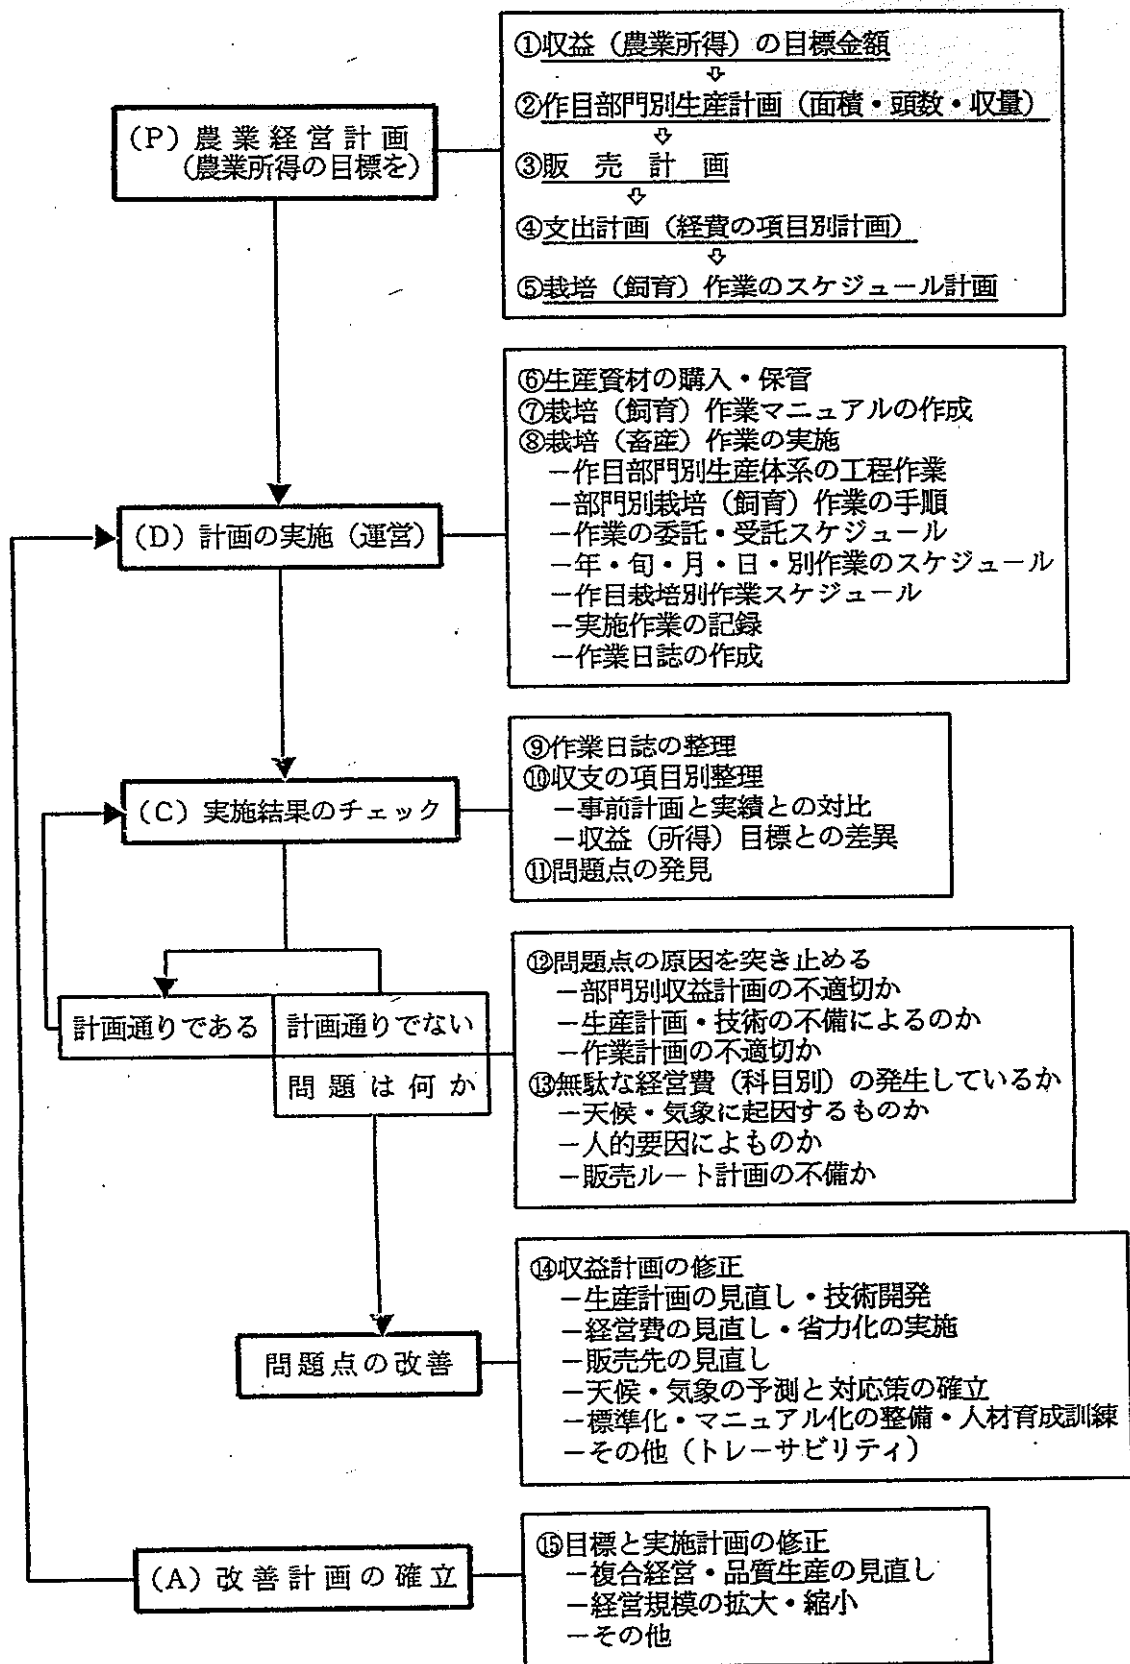 (P) 農業経営計画
(農業所得の目標を)
①収益（農業所得）の目標金額
②作目部門別生産計画（面積・頭数・収量）
③販売計画
④支出計画（経費の項目別計画）
⑤栽培（飼育）作業のスケジュール計画
(D) 計画の実施（運営）
⑥生産資材の購入・保管
⑦栽培（飼育）作業マニュアルの作成
⑧栽培（畜産）作業の実施
－作目部門別生産体系の工程作業
－部門別栽培（飼育）作業の手順
－作業の委託・受託スケジュール
－年・旬・月・日・別作業のスケジュール
－作目栽培別作業スケジュール
－実施作業の記録
－作業日誌の作成
(C) 実施結果のチェック
⑨作業日誌の整理
⑩収支の項目別整理
－事前計画と実績との対比
－収益（所得）目標との差異
⑪問題点の発見
計画通りである
計画通りでない
問題は何か
⑫問題点の原因を突き止める
－部門別収益計画の不適切か
－生産計画・技術の不備によるのか
－作業計画の不適切か
⑬無駄な経営費（科目別）の発生しているか
－天候・気象に起因するものか
－人的要因によものか
－販売ルート計画の不備か
問題点の改善
⑭収益計画の修正
－生産計画の見直し・技術開発
－経営費の見直し・省力化の実施
－販売先の見直し
－天候・気象の予測と対応策の確立
－標準化・マニュアル化の整備・人材育成訓練
－その他（トレーサビリティ）
(A) 改善計画の確立
⑮目標と実施計画の修正
－複合経営・品質生産の見直し
－経営規模の拡大・縮小
－その他